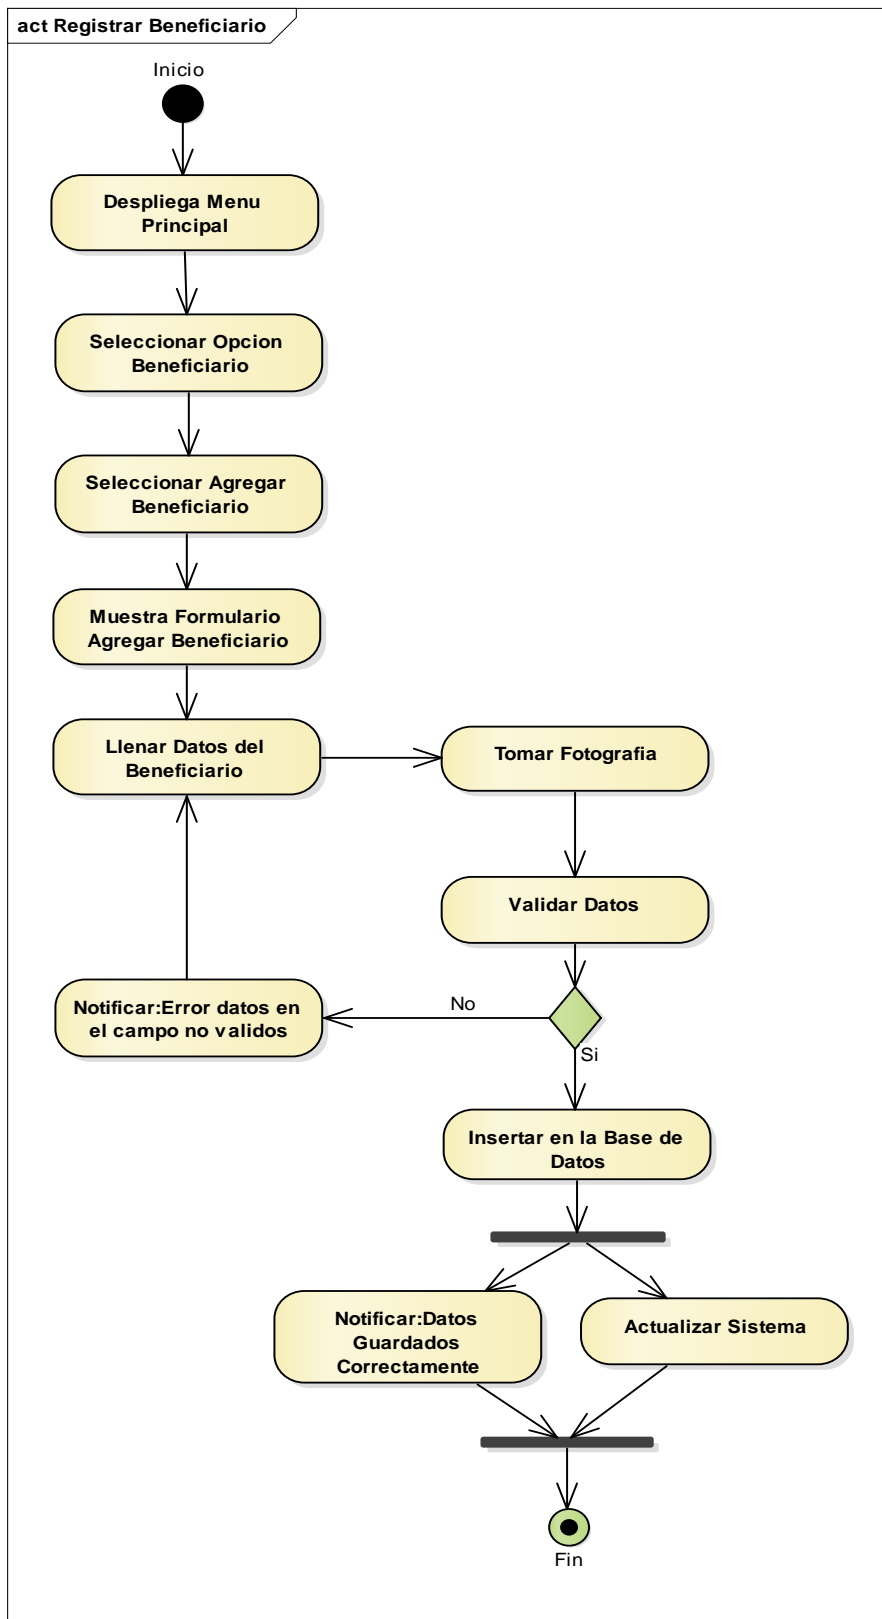 act Registrar Beneficiario
Inicio
Despliega Menu
Principal
Seleccionar Opcion
Beneficiario
Seleccionar Agregar
Beneficiario
Muestra Formulario
Agregar Beneficiario
Llenar Datos del
Beneficiario
Tomar Fotografia
Validar Datos
No
Notificar:Error datos en
el campo no validos
Si
Insertar en la Base de
Datos
Notificar:Datos
Guardados
Correctamente
Actualizar Sistema
Fin